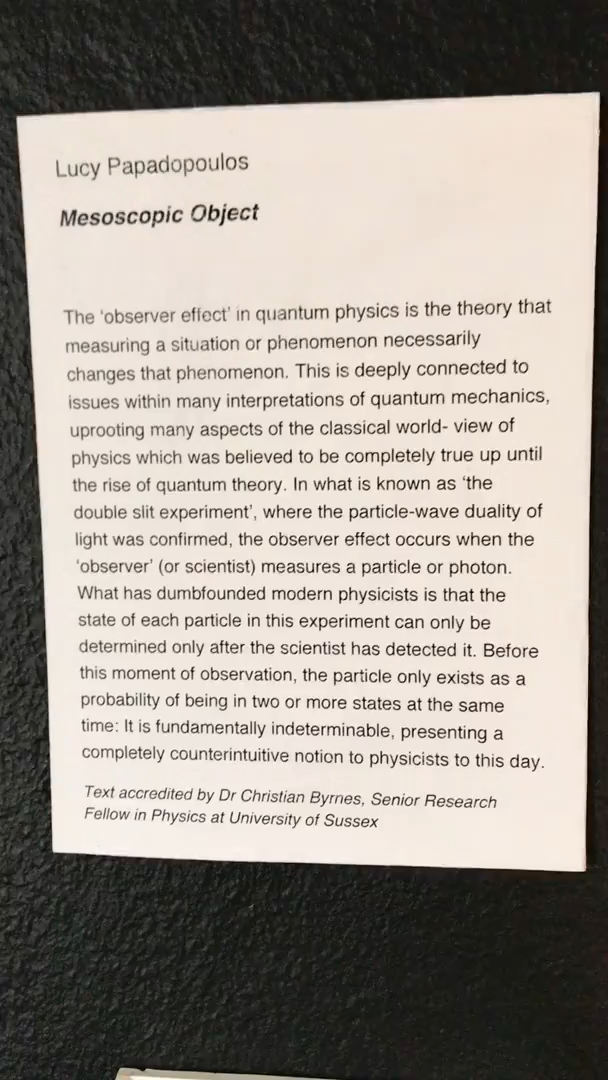 Lucy Papadopoulos
Mesoscopic Object
The 'observer effect' in quantum physics is the theory that
measuring a situation or phenomenon necessarily
changes that phenomenon. This is deeply connected to
issues within many interpretations of quantum mechanics,
uprooting many aspects of the classical world- view of
physics which was believed to be completely true up until
the rise of quantum theory. In what is known as 'the
double slit experiment', where the particle-wave duality of
light was confirmed, the observer effect occurs when the
'observer' (or scientist) measures a particle or photon.
What has dumbfounded modern physicists is that the
state of each particle in this experiment can only be
determined only after the scientist has detected it. Before
this moment of observation, the particle only exists as a
probability of being in two or more states at the same
time: It is fundamentally indeterminable, presenting a
completely counterintuitive notion to physicists to this day.
Text accredited by Dr Christian Byrnes, Senior Research
Fellow in Physics at University of Sussex